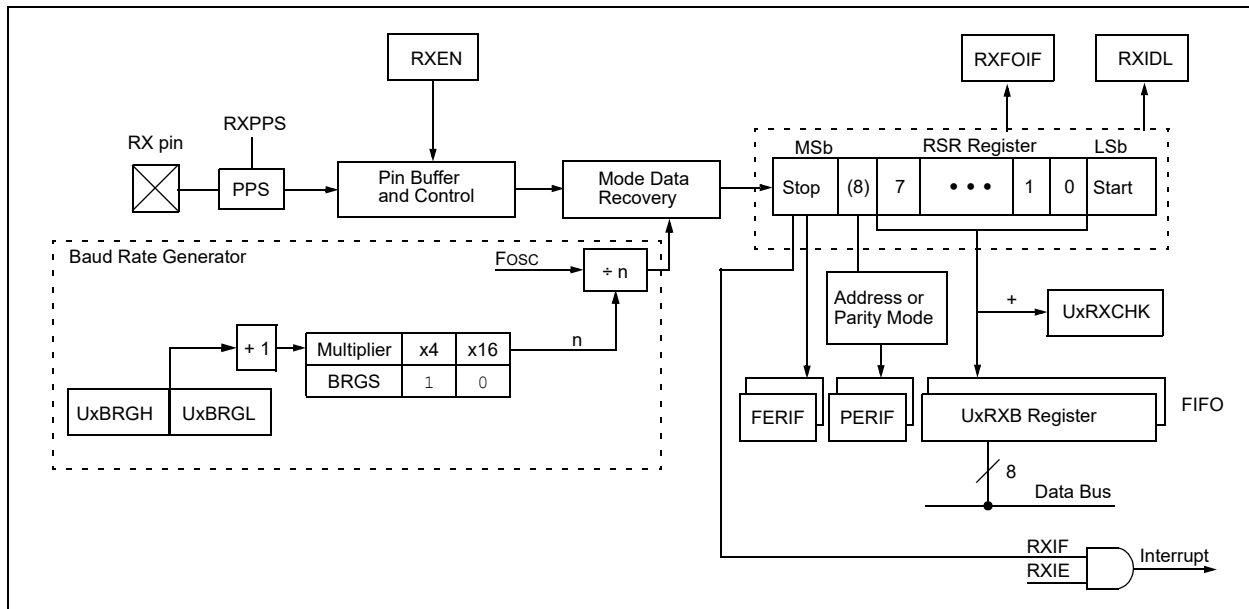 RXEN
RXFOIF
RXIDL
RXPPS
RX pin
PPS
Pin Buffer
and Control
Mode Data
Recovery
MSb
RSR Register
LSb
Stop
(8)
7
• • •
1
0
Start
Baud Rate Generator
FOSC
÷ n
Address or
Parity Mode
+
UxRXCHK
n
+ 1
Multiplier
x4
x16
BRGS
1
0
UxBRGH
UxBRGL
FERIF
PERIF
UxRXB Register
FIFO
8
Data Bus
RXIF
RXIE
Interrupt